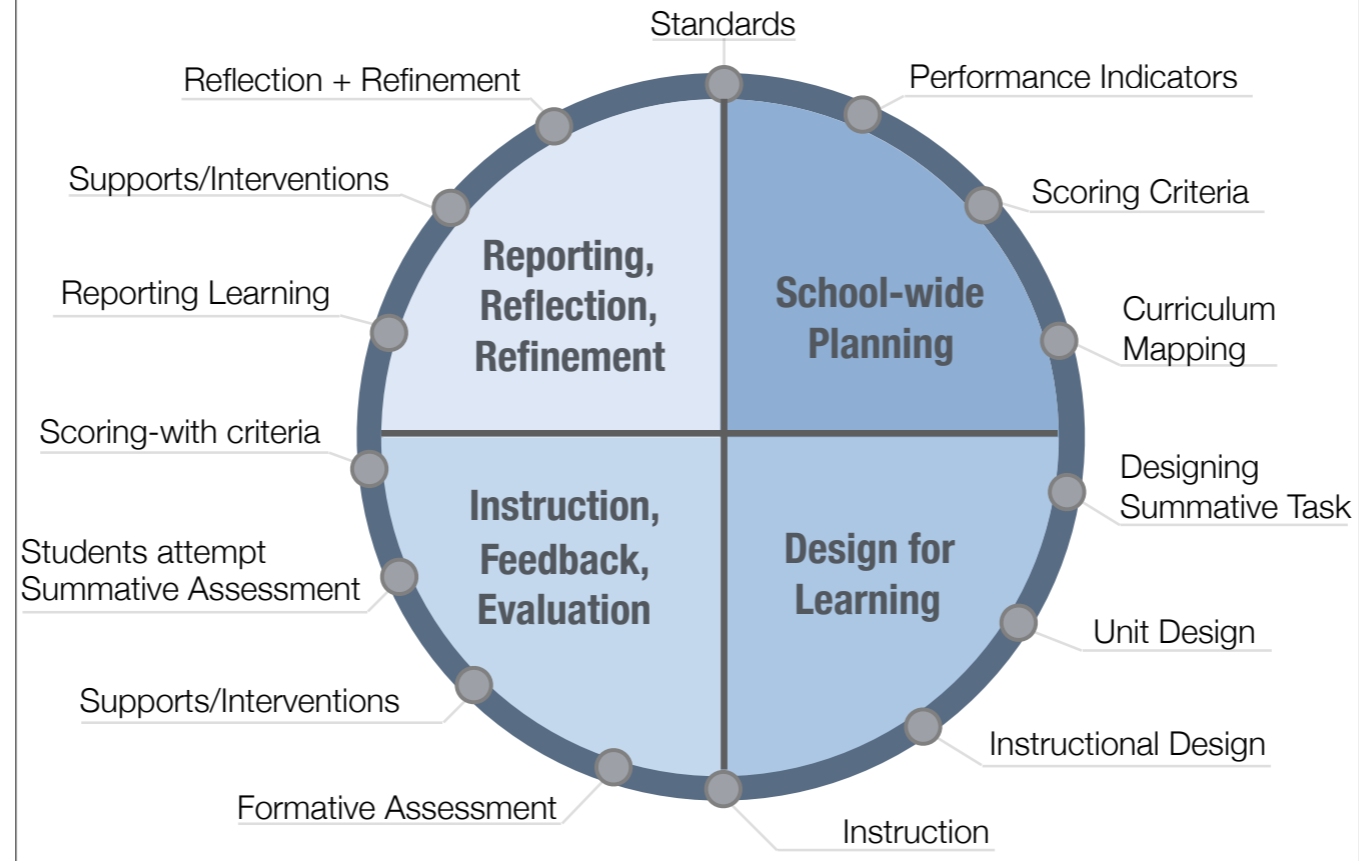 Standards
Performance Indicators
Scoring Criteria
Curriculum
Mapping
Designing
Summative Task
Unit Design
Instructional Design
Instruction
Formative Assessment
Supports/Interventions
Students attempt
Summative Assessment
Scoring-with criteria
Reporting Learning
Supports/Interventions
Reflection + Refinement
Reporting,
Reflection,
Refinement
School-wide
Planning
Instruction,
Feedback,
Evaluation
Design for
Learning